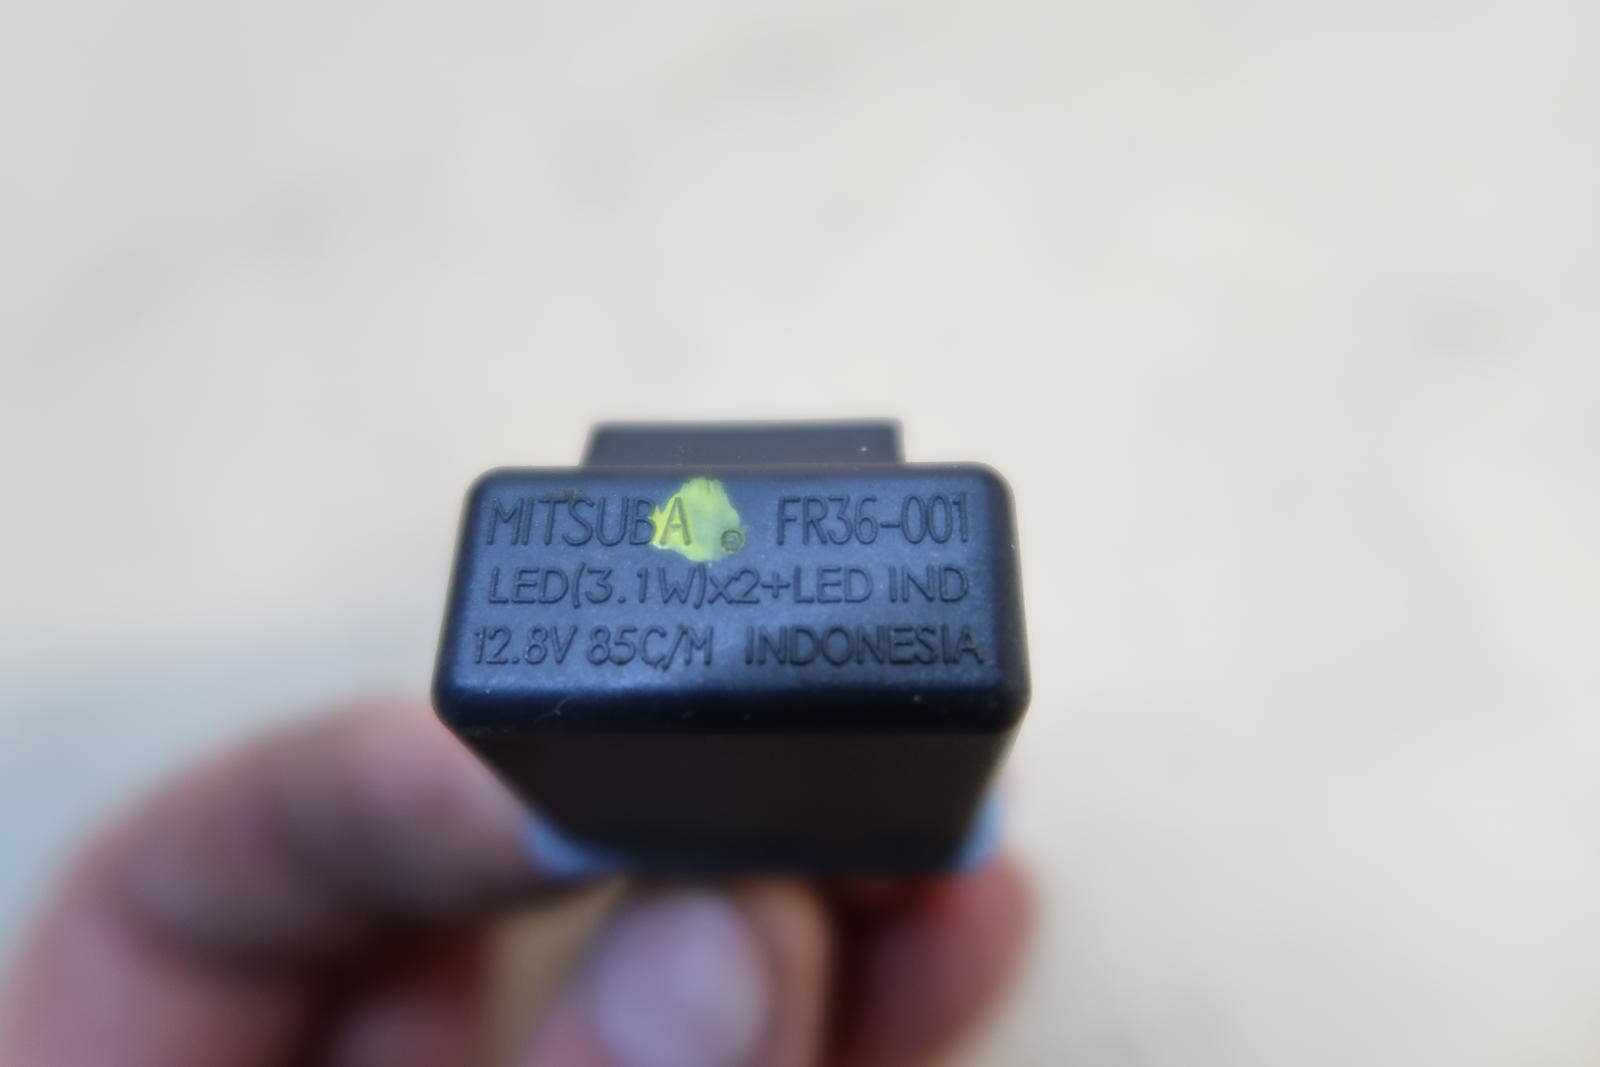 MITSUBA FR36-001
LED(3.1W)x2+LED IND
12.8V 85C/M INDONESIA